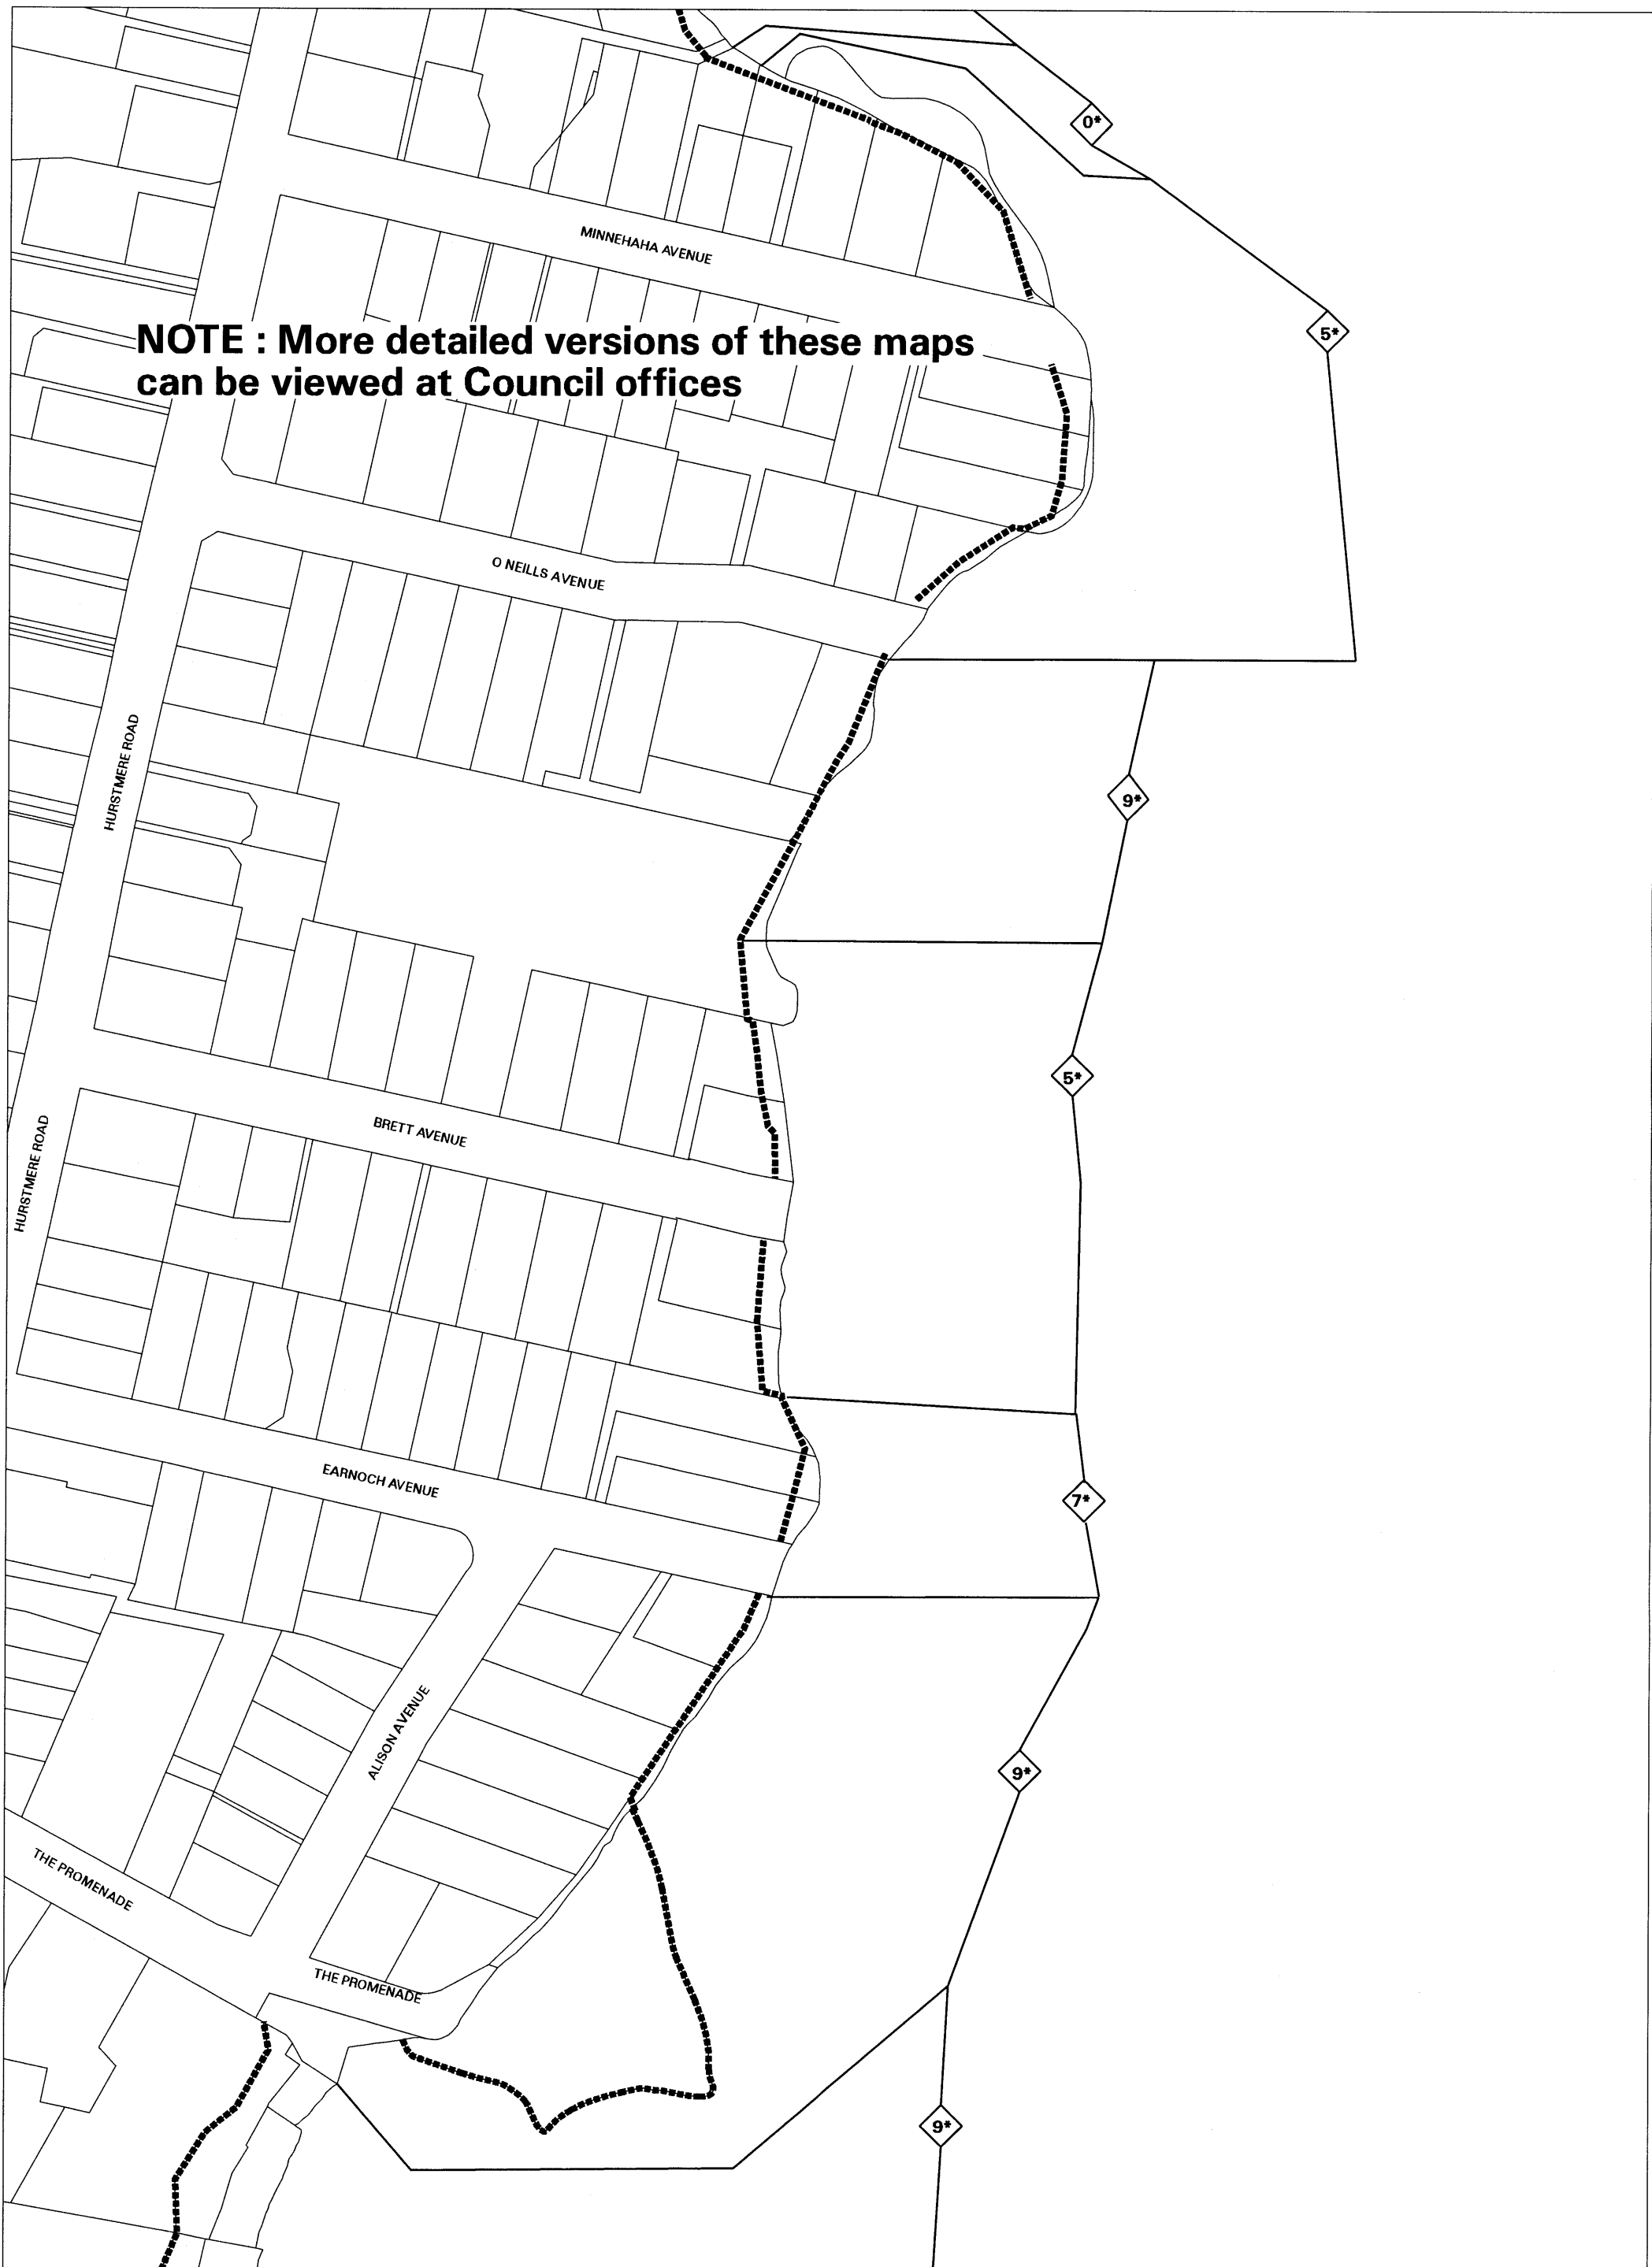 0*
MINNEHAHA AVENUE
5*
NOTE : More detailed versions of these maps
can be viewed at Council offices
O NEILLS AVENUE
HURSTMERE ROAD
9*
5*
BRETT AVENUE
HURSTMERE ROAD
EARNOCH AVENUE
7*
ALISON AVENUE
9*
THE PROMENADE
THE PROMENADE
9*